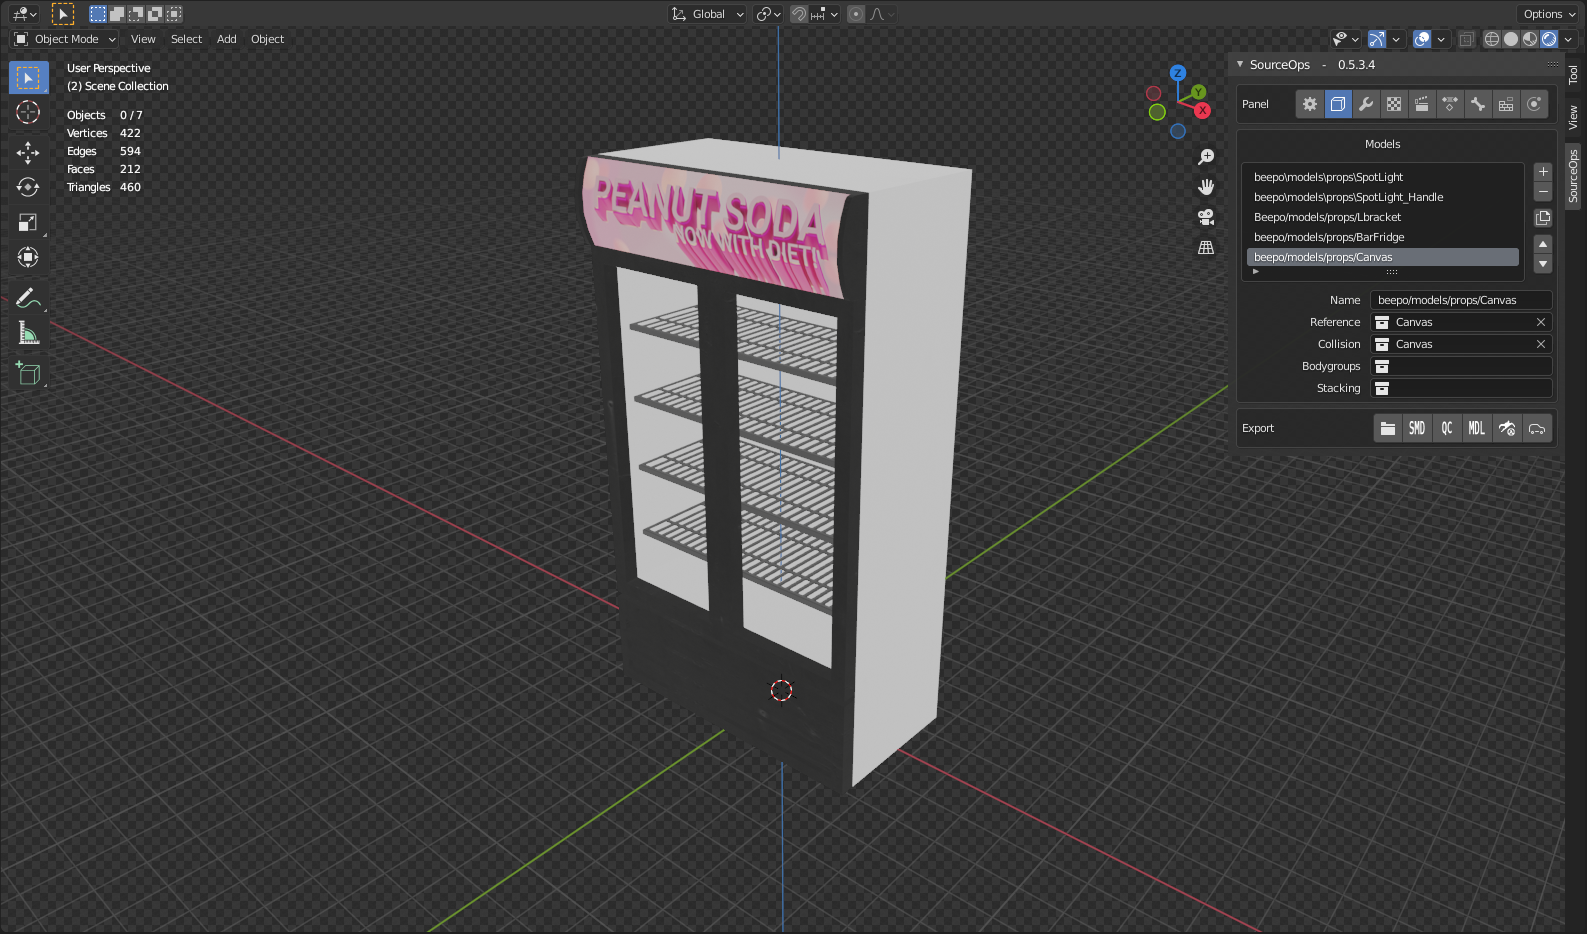 Global
Options
Object Mode
View
Select
Add
Object
User Perspective
(2) Scene Collection
Objects 0 / 7
Vertices 422
Edges 594
Faces 212
Triangles 460
Z
Y
X
PEANUT SODA
NOW WITH DIET!
SourceOps - 0.5.3.4
Panel
Models
beepo\models\props\SpotLight
beepo\models\props\SpotLight_Handle
Beepo/models/props/Lbracket
beepo/models/props/BarFridge
beepo/models/props/Canvas
Name beepo/models/props/Canvas
Reference Canvas
Collision Canvas
Bodygroups
Stacking
Export SMD QC MDL
Tool
View
SourceOps